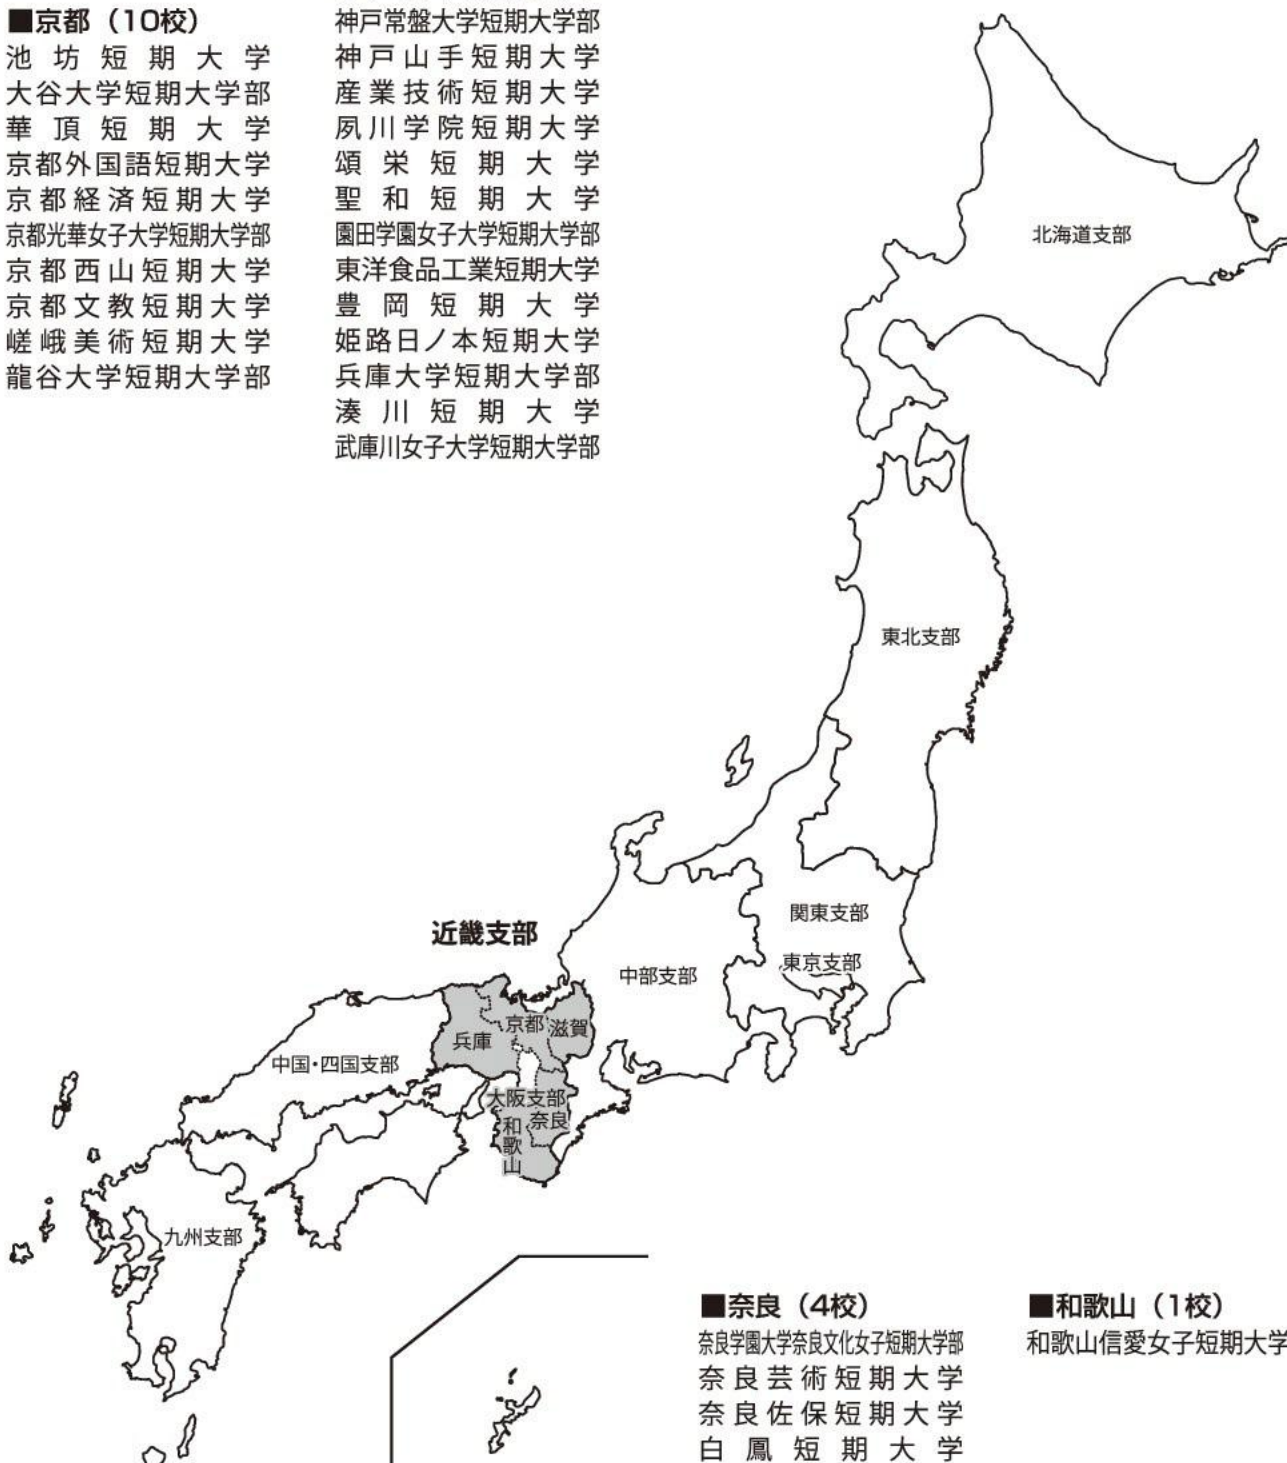 ■京都（10校）
池坊短期大学
大谷大学短期大学部
華頂短期大学
京都外国語短期大学
京都経済短期大学
京都光華女子大学短期大学部
京都西山短期大学
京都文教短期大学
嵯峨美術短期大学
龍谷大学短期大学部
神戸常盤大学短期大学部
神戸山手短期大学
産業技術短期大学
夙川学院短期大学
頌栄短期大学
聖和短期大学
園田学園女子大学短期大学部
東洋食品工業短期大学
豊岡短期大学
姫路日ノ本短期大学
兵庫大学短期大学部
湊川短期大学
武庫川女子大学短期大学部
北海道支部
東北支部
関東支部
東京支部
中部支部
近畿支部
京都
滋賀
兵庫
大阪支部
奈良
和歌山
中国・四国支部
九州支部
■奈良（4校）
奈良学園大学奈良文化女子短期大学部
奈良芸術短期大学
奈良佐保短期大学
白鳳短期大学
■和歌山（1校）
和歌山信愛女子短期大学